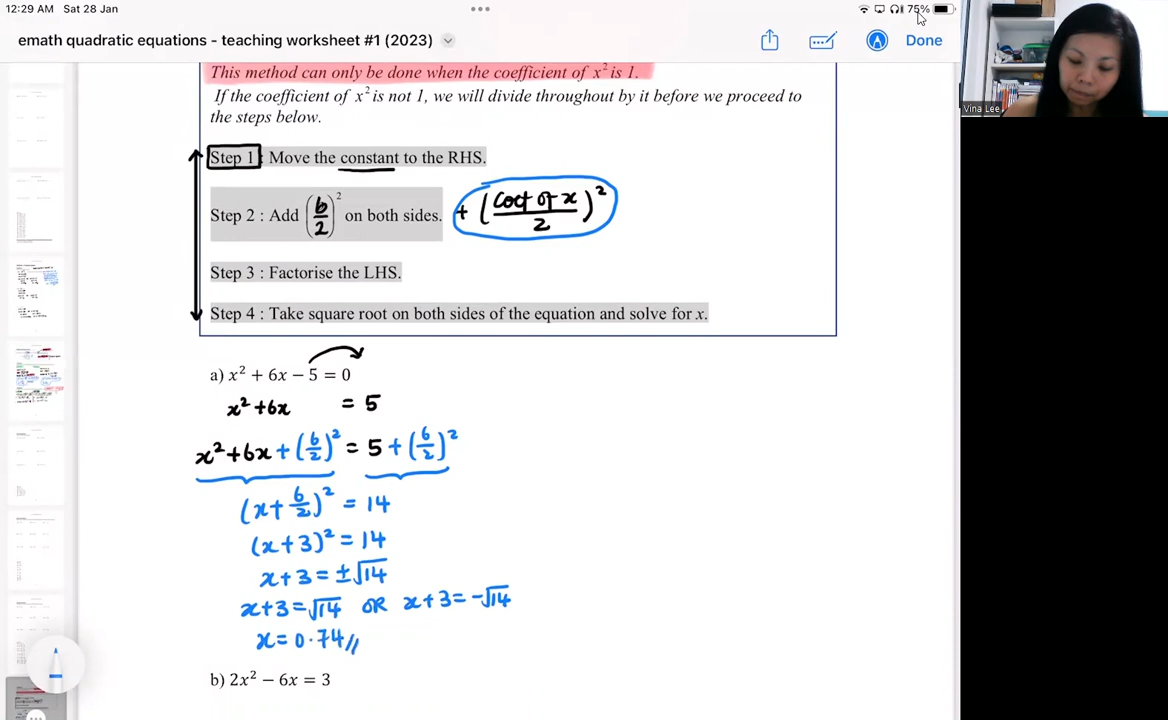 12:29 AM Sat 28 Jan
75%
emath quadratic equations - teaching worksheet #1 (2023)
Done
Vina Lee
This method can only be done when the coefficient of x² is 1.
If the coefficient of x² is not 1, we will divide throughout by it before we proceed to
the steps below.
Step 1 : Move the constant to the RHS.
Step 2 : Add (b/2)² on both sides. + (coef of x/2)²
Step 3 : Factorise the LHS.
Step 4 : Take square root on both sides of the equation and solve for x.
a) x² + 6x − 5 = 0
x² + 6x = 5
x² + 6x + (6/2)² = 5 + (6/2)²
(x + 6/2)² = 14
(x + 3)² = 14
x + 3 = ±√14
x + 3 = √14 OR x + 3 = -√14
x = 0.74//
b) 2x² − 6x = 3